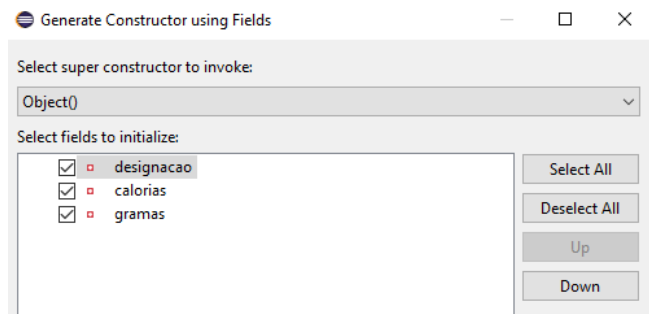 Generate Constructor using Fields
Select super constructor to invoke:
Object()
Select fields to initialize:
designacao
calorias
gramas
Select All
Deselect All
Up
Down